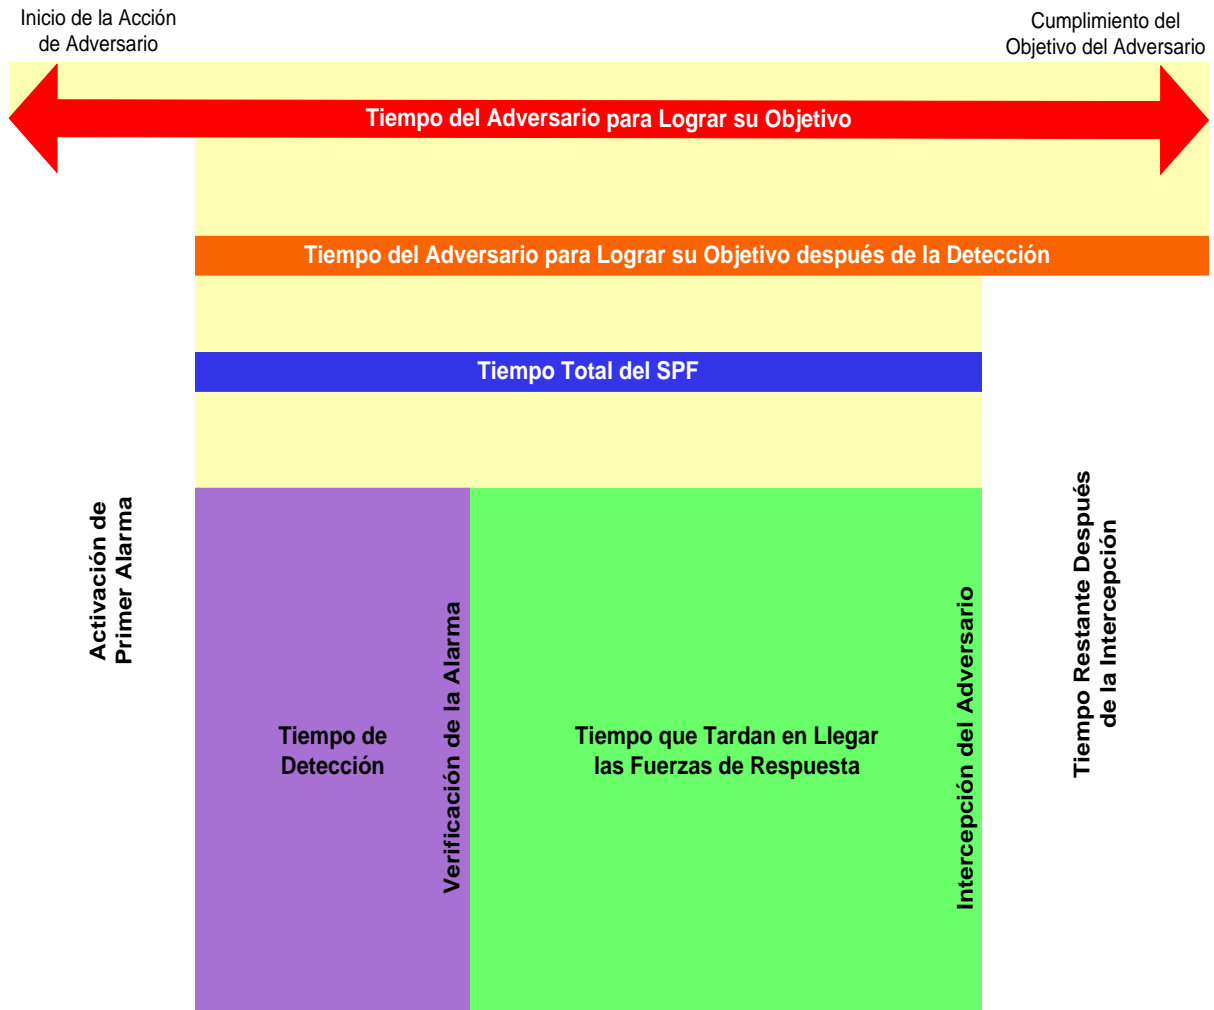 Inicio de la Acción
de Adversario
Cumplimiento del
Objetivo del Adversario
Tiempo del Adversario para Lograr su Objetivo
Tiempo del Adversario para Lograr su Objetivo después de la Detección
Tiempo Total del SPF
Activación de
Primer Alarma
Tiempo de
Detección
Verificación de la Alarma
Tiempo que Tardan en Llegar
las Fuerzas de Respuesta
Intercepción del Adversario
Tiempo Restante Después
de la Intercepción